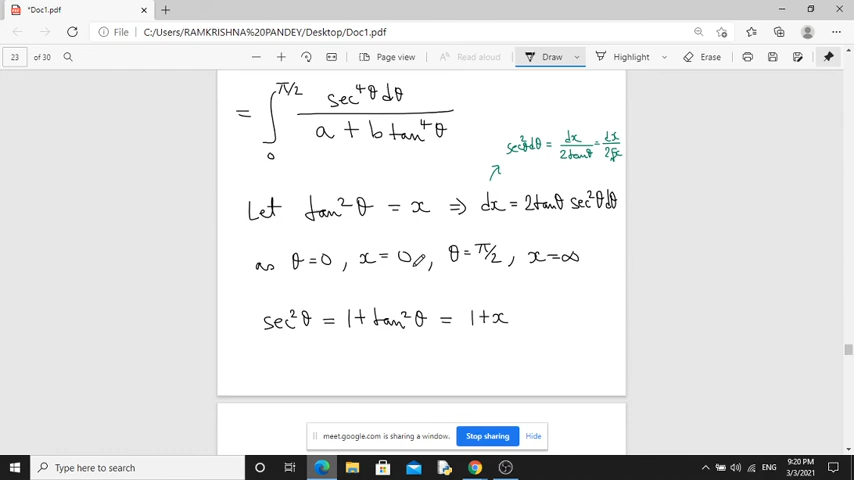 *Doc1.pdf
File C:/Users/RAMKRISHNA%20PANDEY/Desktop/Doc1.pdf
23 of 30 Page view Read aloud Draw Highlight Erase
= ∫₀^{π/2} sec⁴θ dθ / (a + b tan⁴θ)
sec²θdθ = dx/2tanθ = dx/2√x
Let tan²θ = x ⇒ dx = 2tanθ sec²θdθ
as θ=0, x=0, θ=π/2, x=∞
sec²θ = 1+tan²θ = 1+x
meet.google.com is sharing a window. Stop sharing Hide
Type here to search
ENG
9:20 PM
3/3/2021